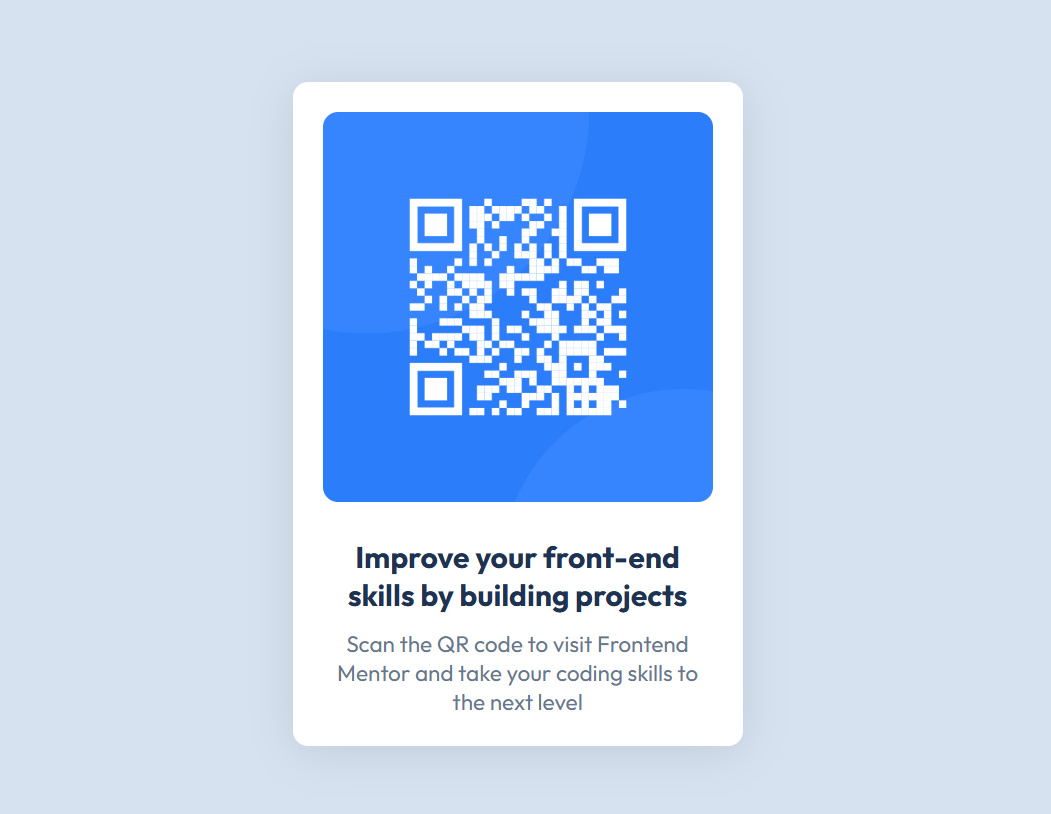 Improve your front-end
skills by building projects
Scan the QR code to visit Frontend
Mentor and take your coding skills to
the next level